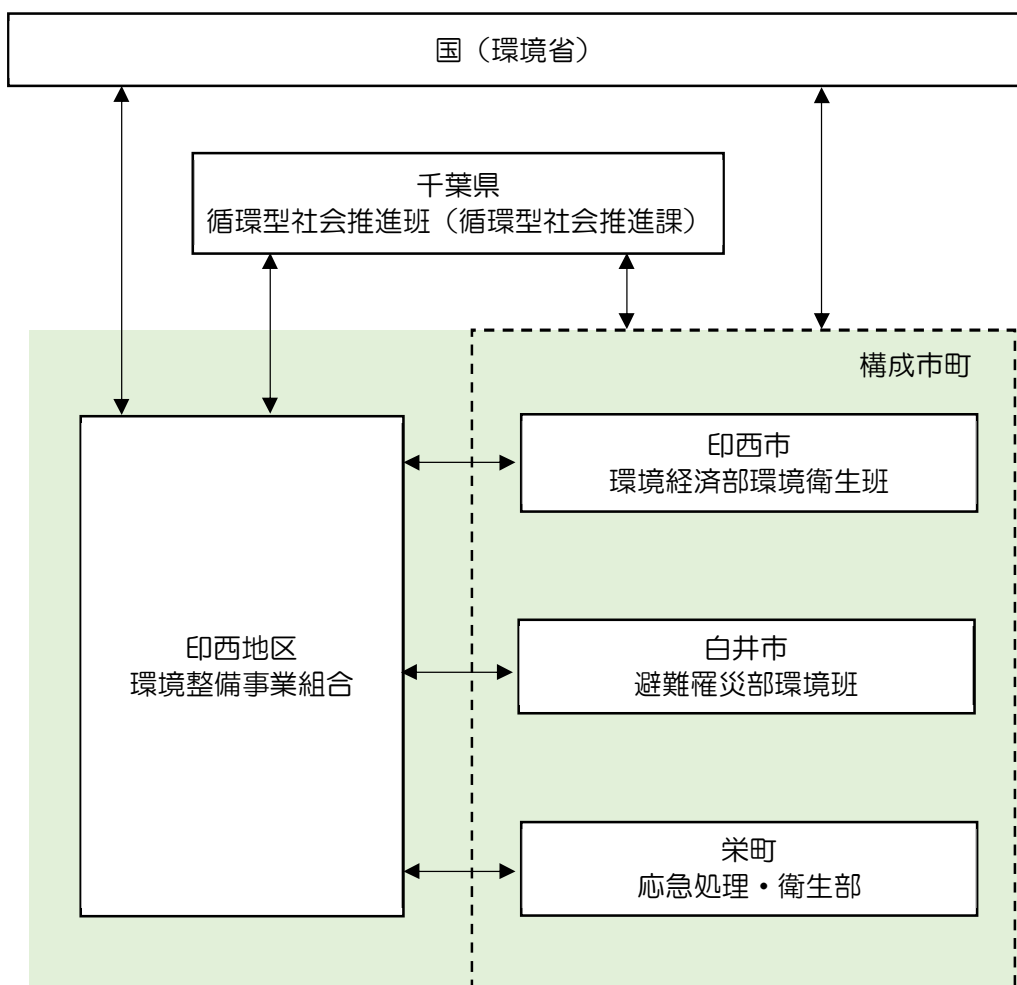 国（環境省）
千葉県
循環型社会推進班（循環型社会推進課）
構成市町
印西市
環境経済部環境衛生班
印西地区
環境整備事業組合
白井市
避難罹災部環境班
栄町
応急処理・衛生部